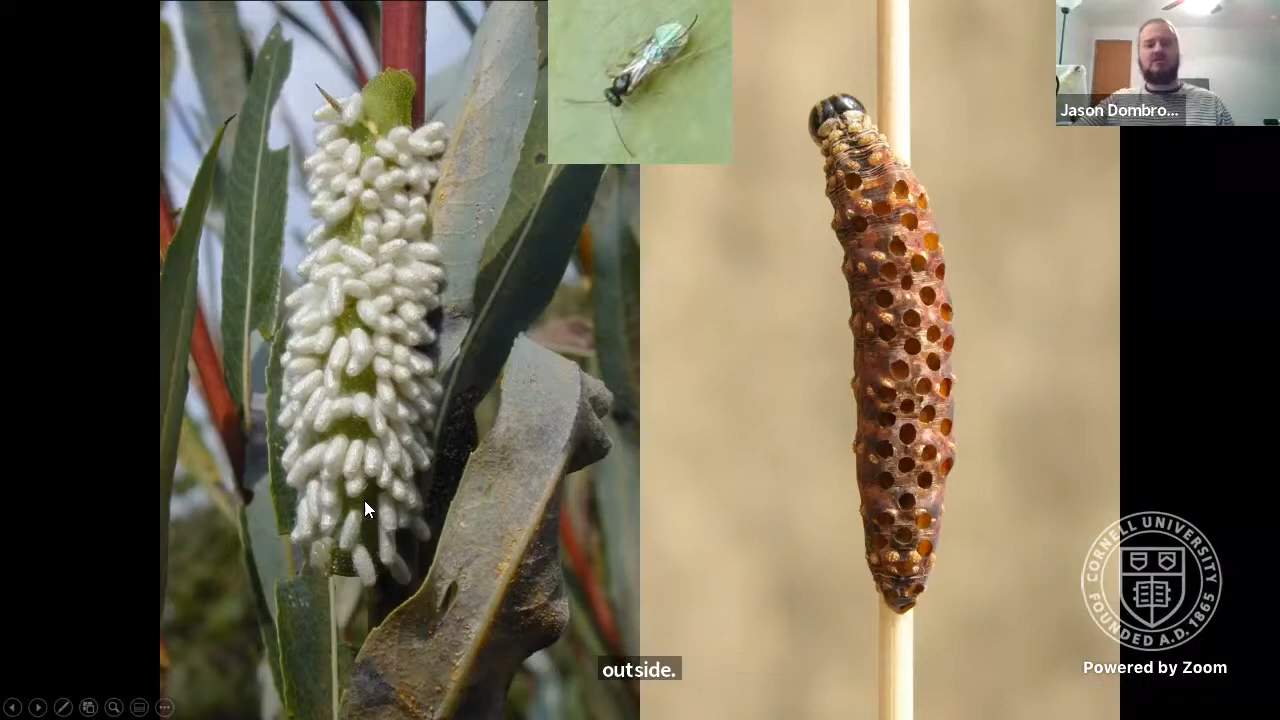 Jason Dombro...
outside.
CORNELL UNIVERSITY
FOUNDED A.D. 1865
Powered by Zoom